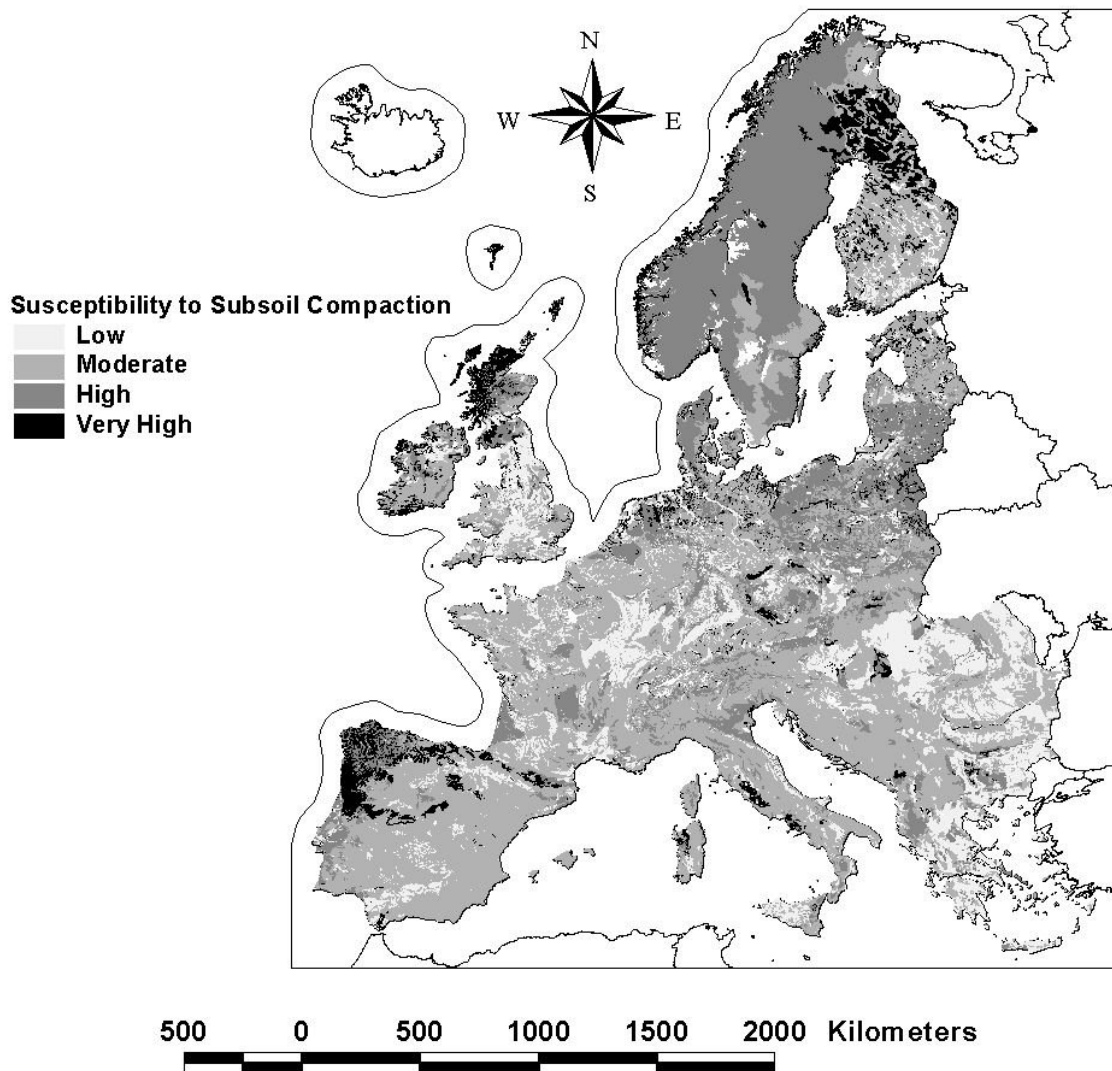 N
W E
S
Susceptibility to Subsoil Compaction
Low
Moderate
High
Very High
500 0 500 1000 1500 2000 Kilometers